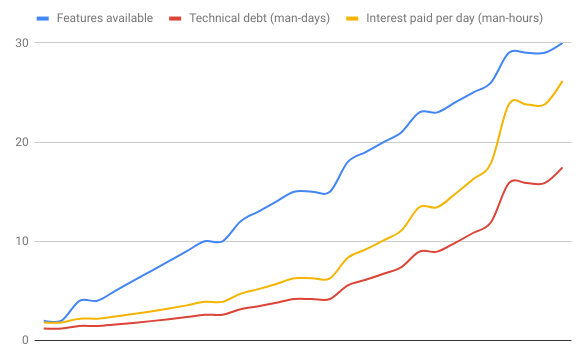 Features available Technical debt (man-days) Interest paid per day (man-hours)
30
20
10
0